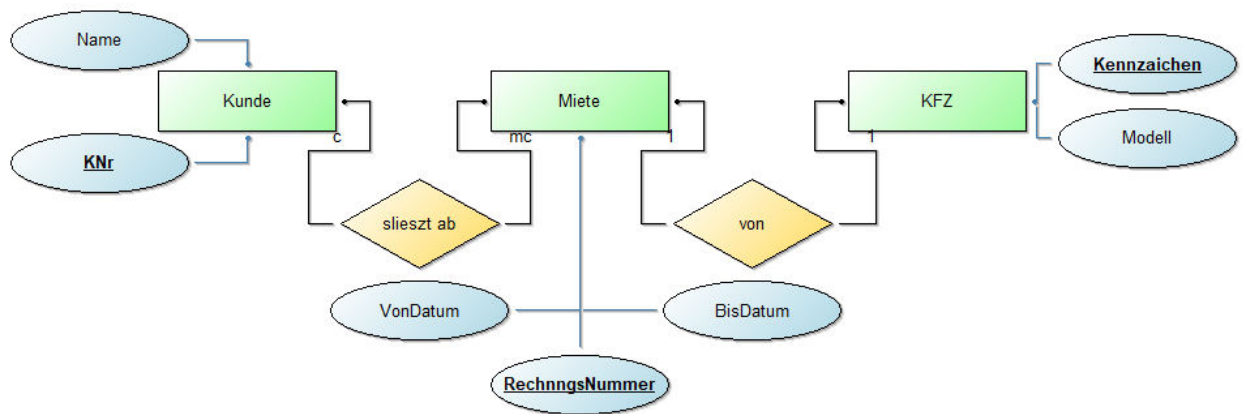 Name
Kennzaichen
Kunde
Miete
KFZ
c
mc
1
1
Modell
KNr
slieszt ab
von
VonDatum
BisDatum
RechnngsNummer